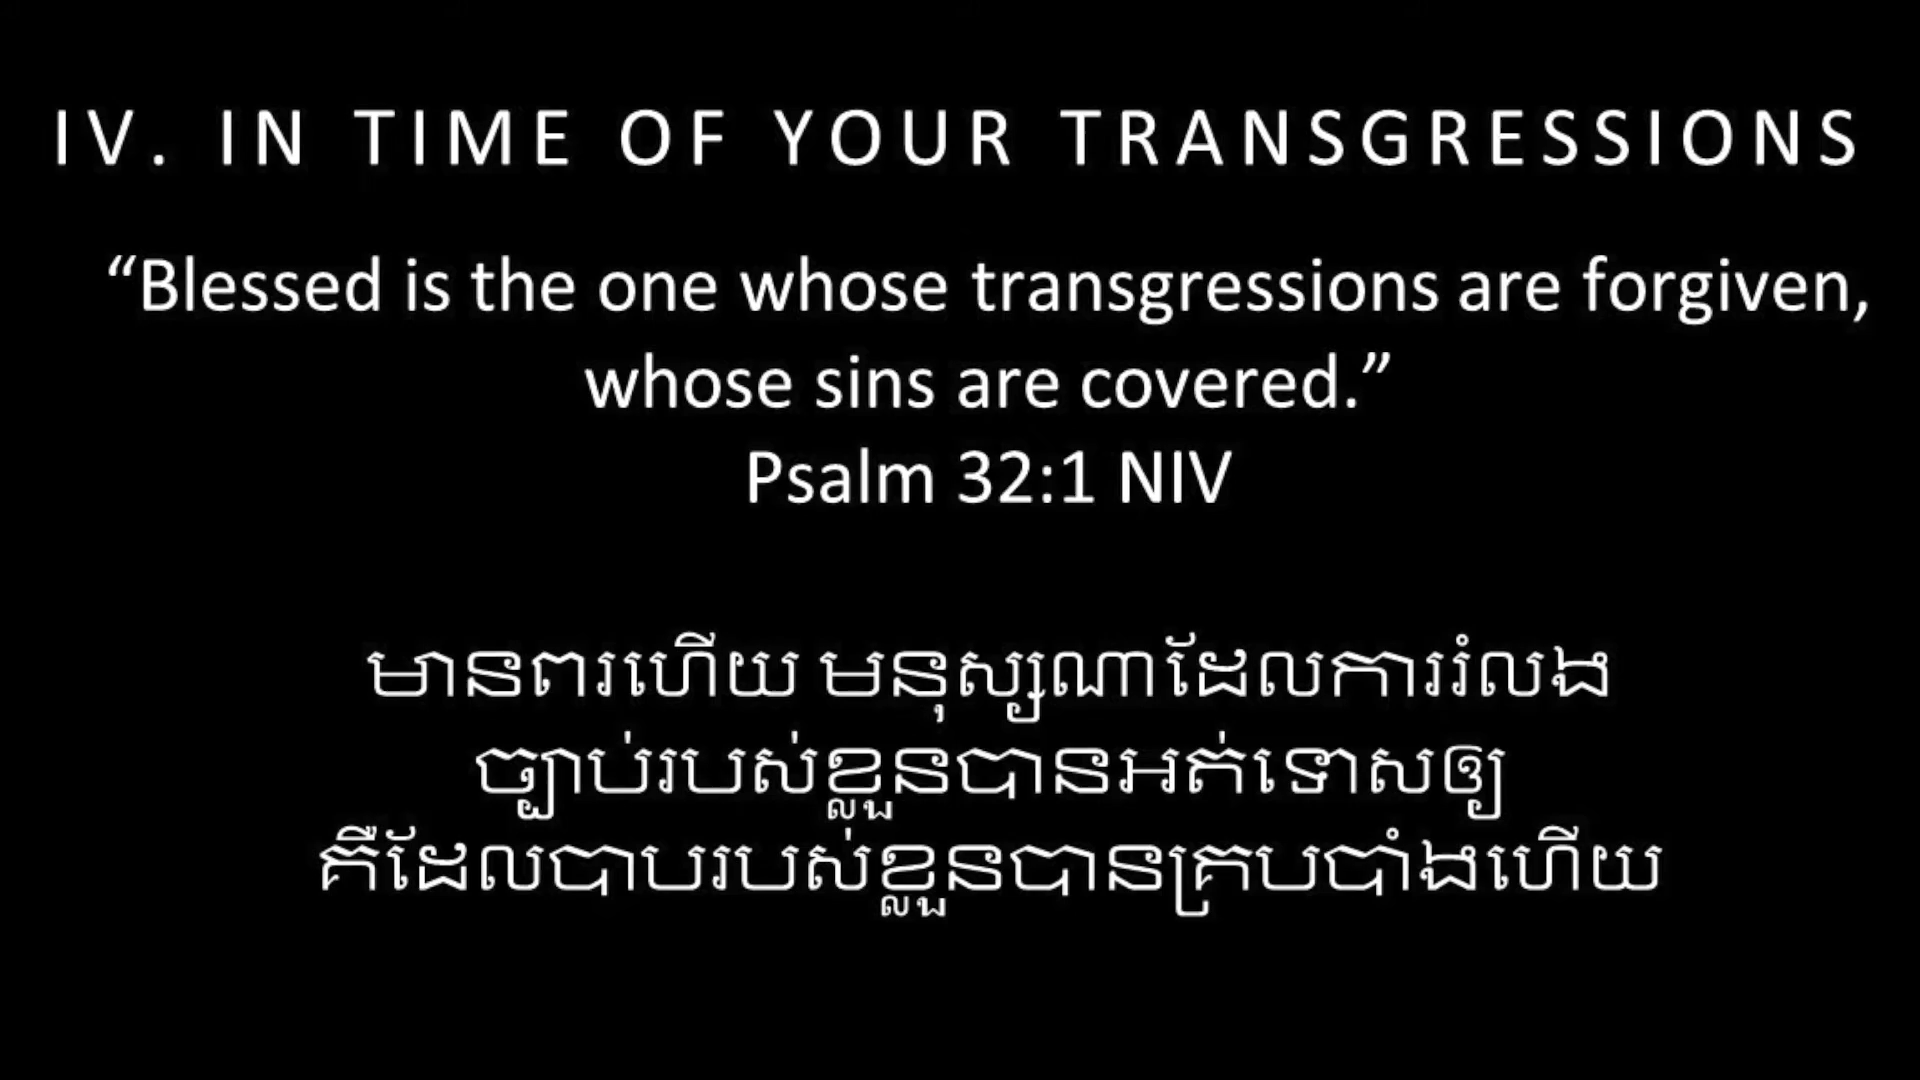 IV. IN TIME OF YOUR TRANSGRESSIONS
“Blessed is the one whose transgressions are forgiven,
whose sins are covered.”
Psalm 32:1 NIV
មានពរហើយ មនុស្សណាដែលការរំលង
ច្បាប់របស់ខ្លួនបានអត់ទោសឲ្យ
គឺដែលបាបរបស់ខ្លួនបានគ្របបាំងហើយ